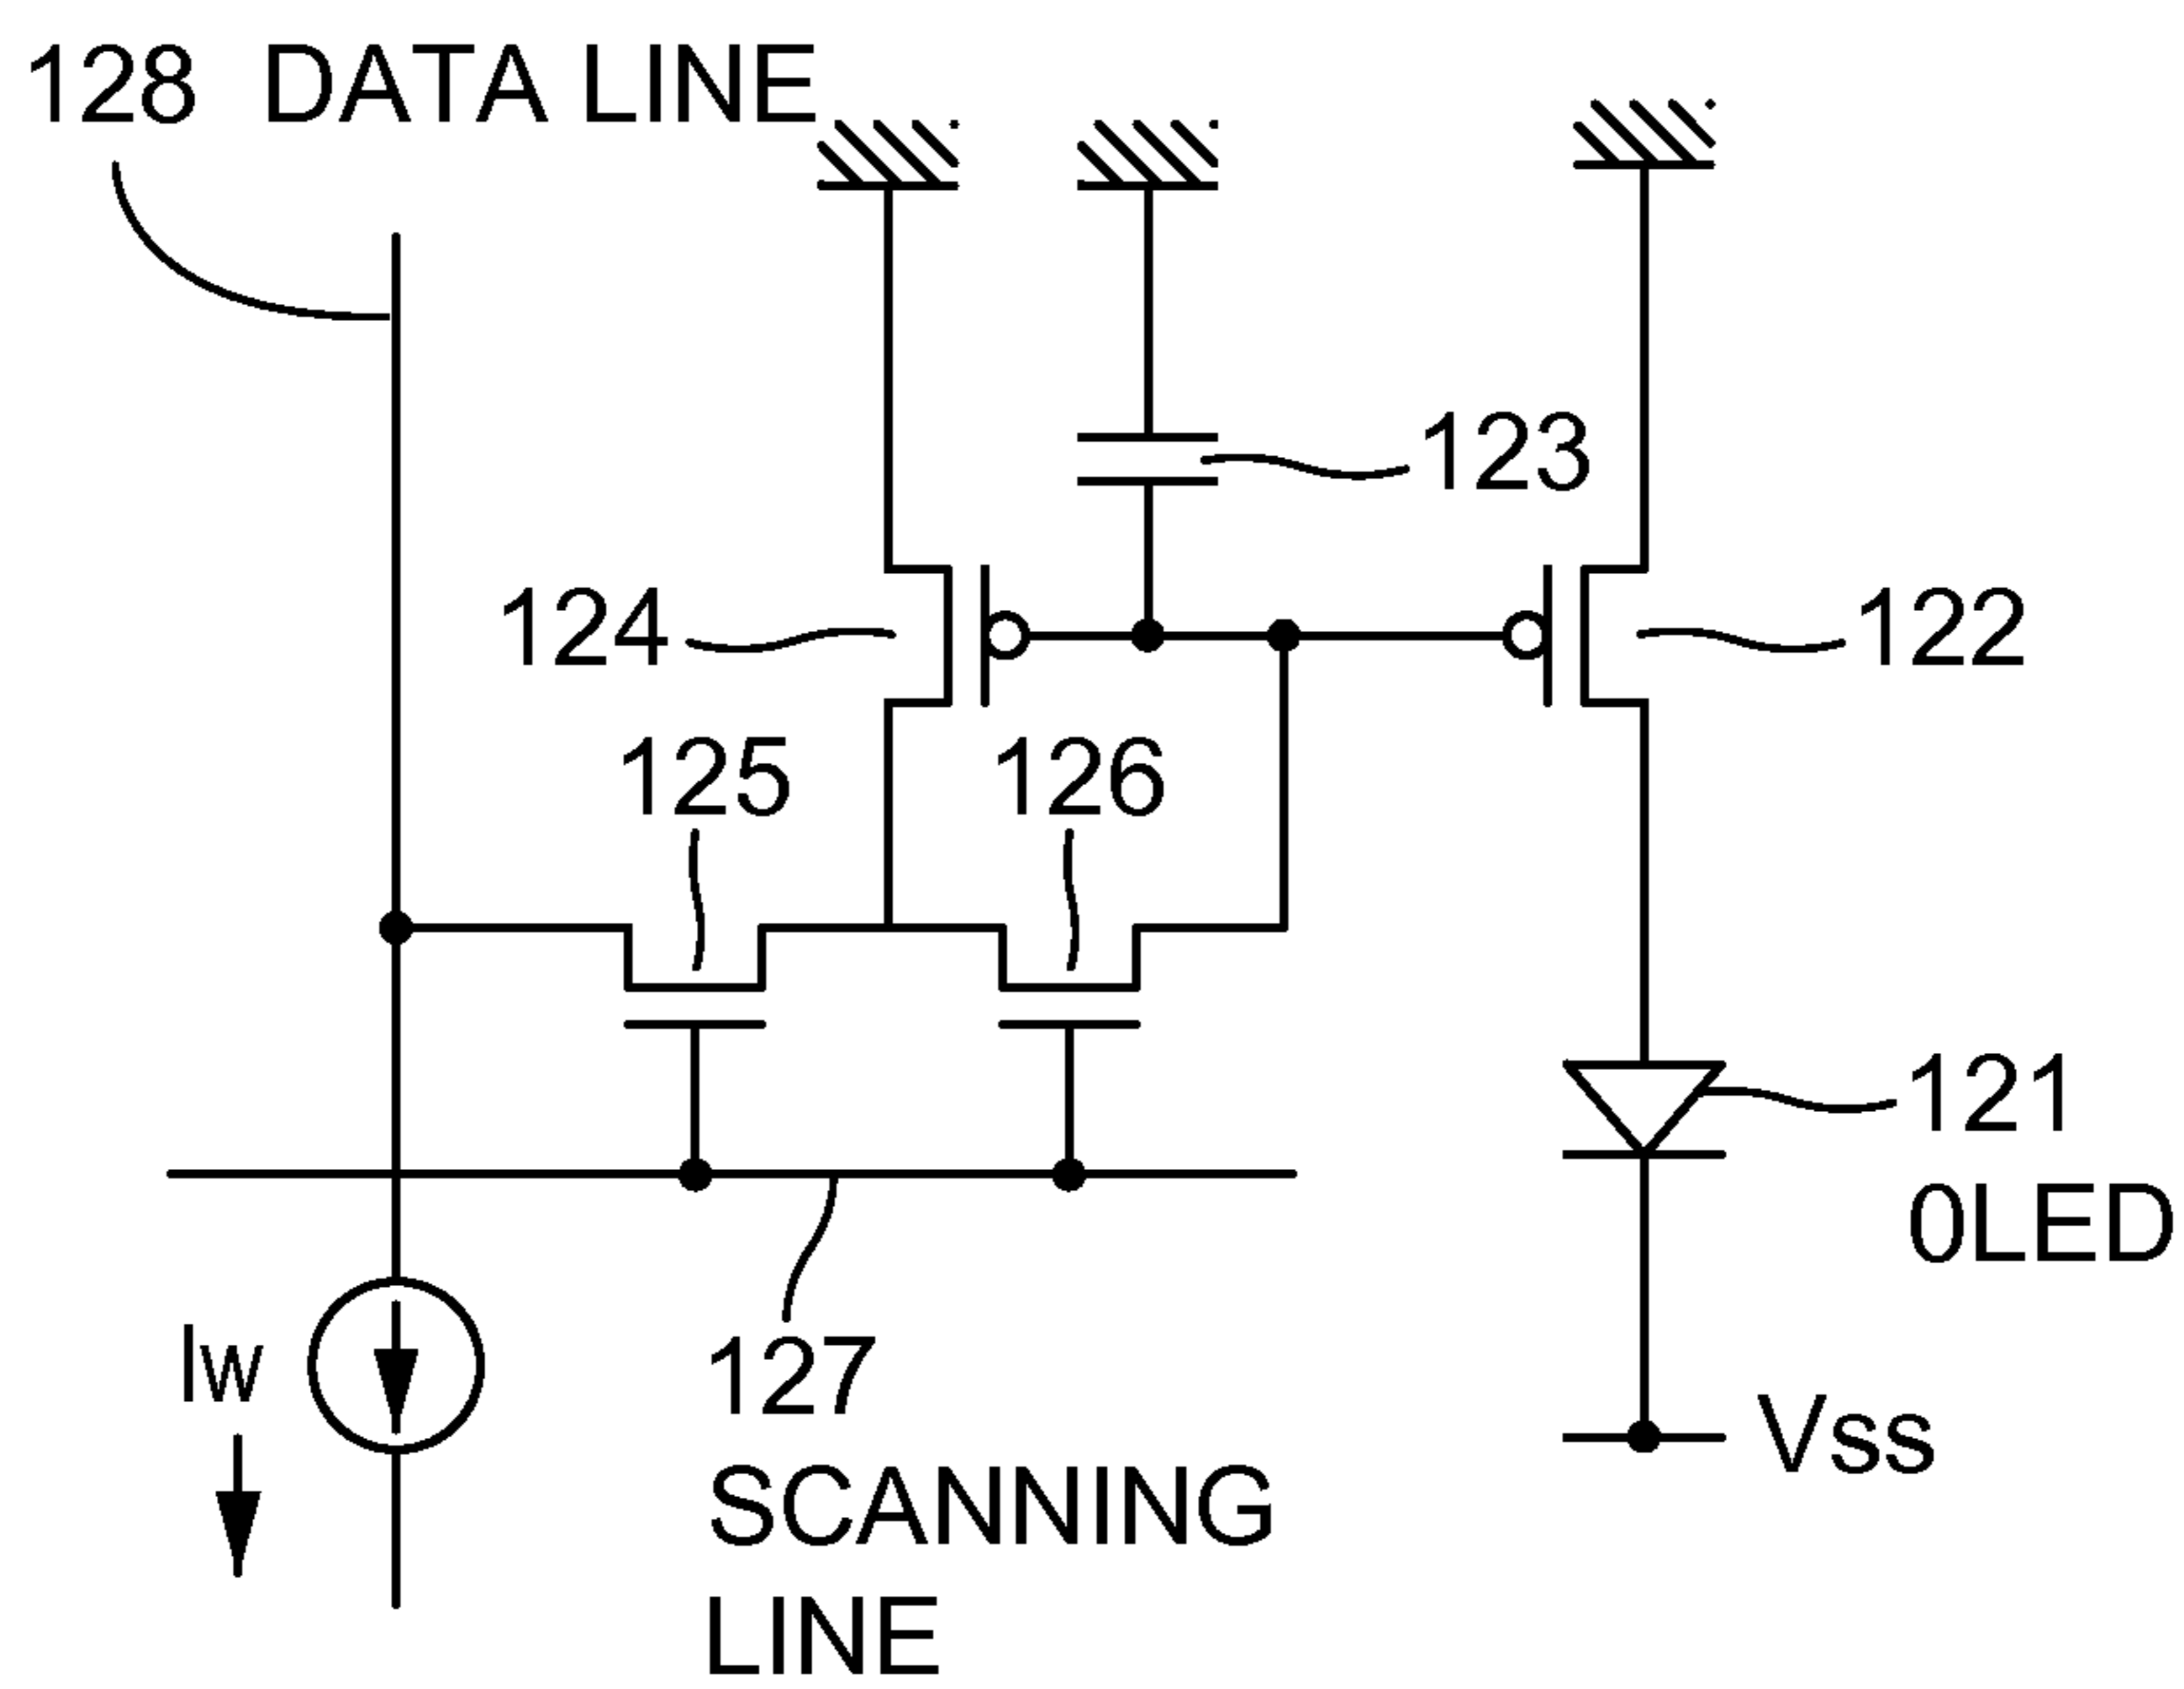 128 DATA LINE
123
124
122
125
126
121
0LED
Iw
127
SCANNING
LINE
Vss